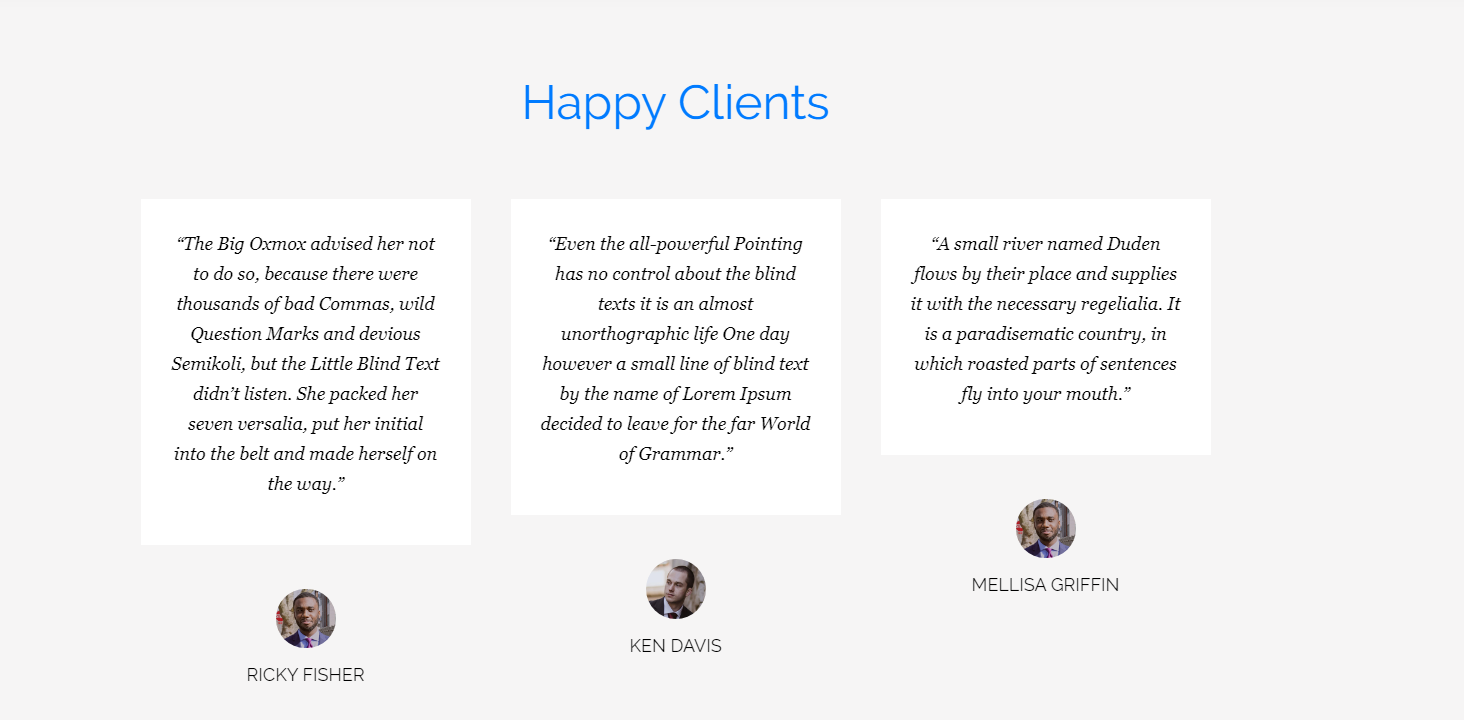 Happy Clients
“The Big Oxmox advised her not
to do so, because there were
thousands of bad Commas, wild
Question Marks and devious
Semikoli, but the Little Blind Text
didn’t listen. She packed her
seven versalia, put her initial
into the belt and made herself on
the way.”
RICKY FISHER
“Even the all-powerful Pointing
has no control about the blind
texts it is an almost
unorthographic life One day
however a small line of blind text
by the name of Lorem Ipsum
decided to leave for the far World
of Grammar.”
KEN DAVIS
“A small river named Duden
flows by their place and supplies
it with the necessary regelialia. It
is a paradisematic country, in
which roasted parts of sentences
fly into your mouth.”
MELLISA GRIFFIN